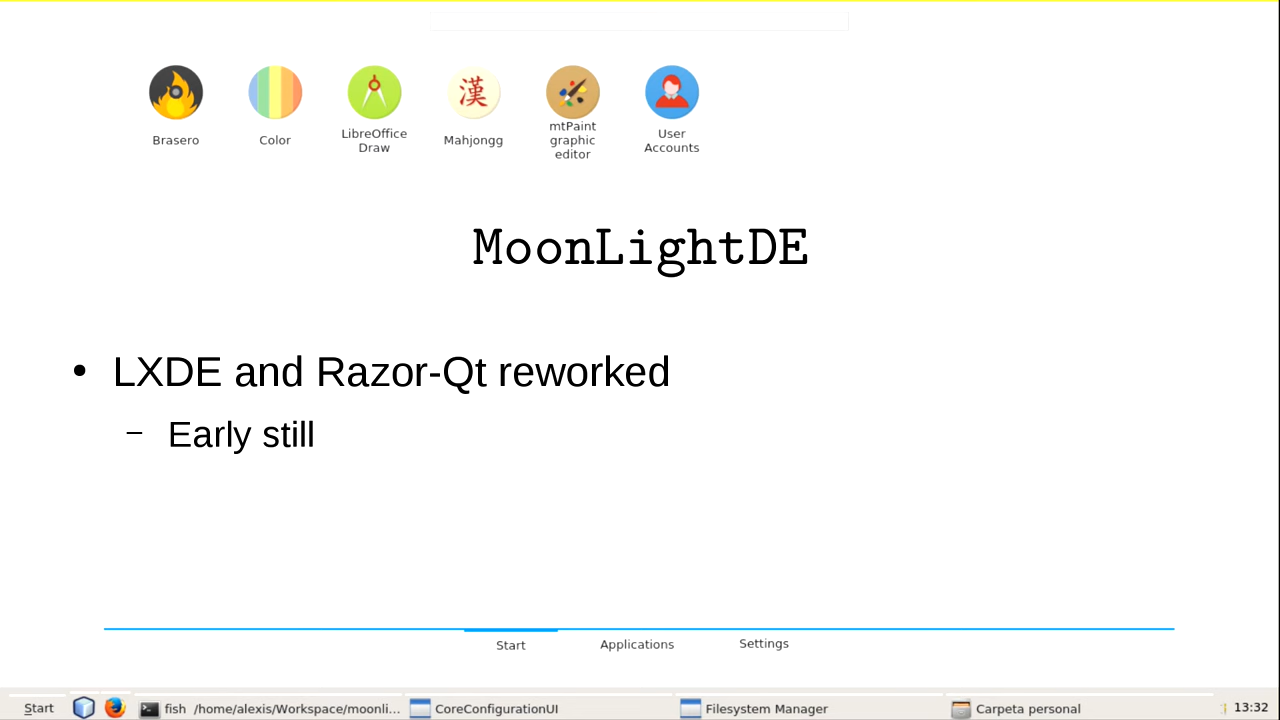 漢
Brasero
Color
LibreOffice
Draw
Mahjongg
mtPaint
graphic
editor
User
Accounts
MoonLightDE
• LXDE and Razor-Qt reworked
– Early still
Start
Applications
Settings
Start
fish /home/alexis/Workspace/moonli...
CoreConfigurationUI
Filesystem Manager
Carpeta personal
13:32